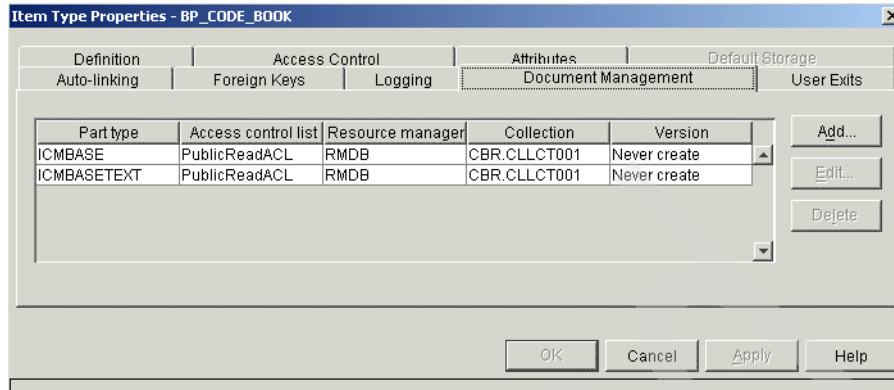 Item Type Properties - BP_CODE_BOOK
Definition Access Control Attributes Default Storage
Auto-linking Foreign Keys Logging Document Management User Exits
Part type Access control list Resource manager Collection Version
ICMBASE PublicReadACL RMDB CBR.CLLCT001 Never create
ICMBASETEXT PublicReadACL RMDB CBR.CLLCT001 Never create
Add...
Edit...
Delete
OK Cancel Apply Help